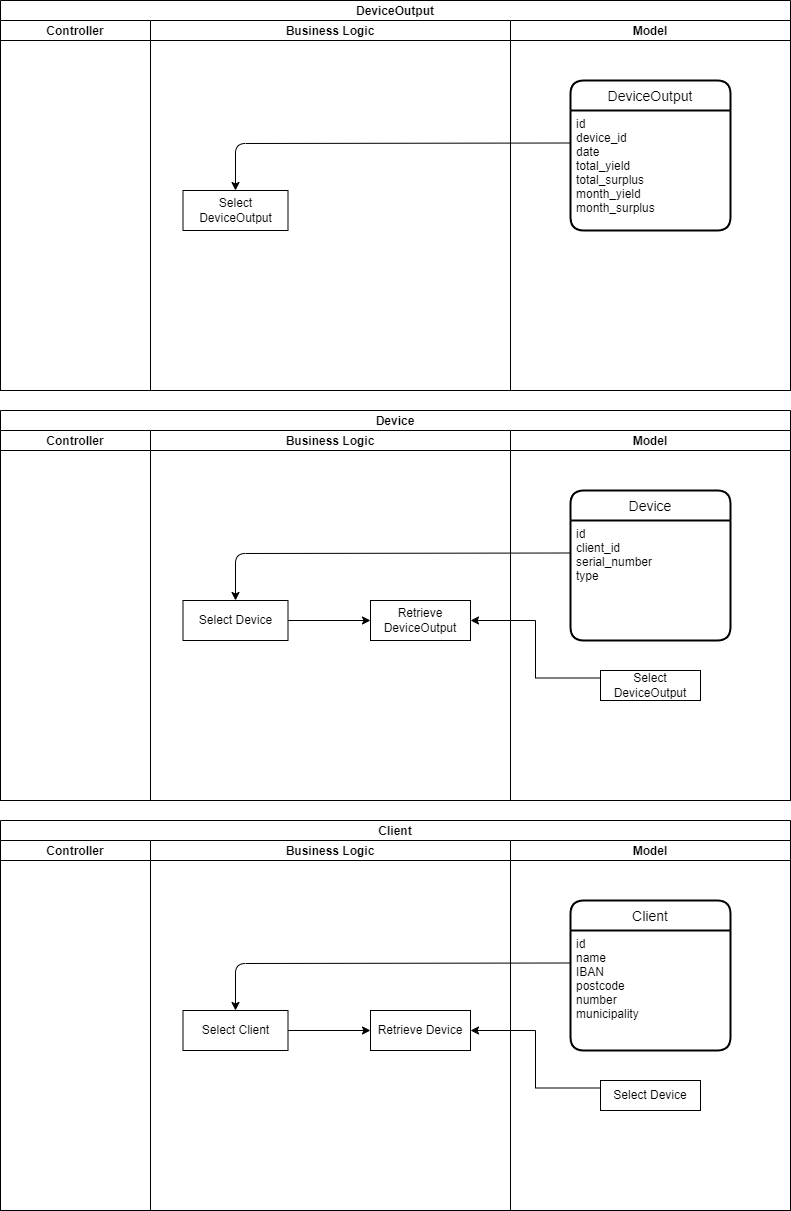 DeviceOutput
Controller
Business Logic
Model
DeviceOutput
id
device_id
date
total_yield
total_surplus
month_yield
month_surplus
Select
DeviceOutput
Device
Controller
Business Logic
Model
Device
id
client_id
serial_number
type
Select Device
Retrieve
DeviceOutput
Select
DeviceOutput
Client
Controller
Business Logic
Model
Client
id
name
IBAN
postcode
number
municipality
Select Client
Retrieve Device
Select Device